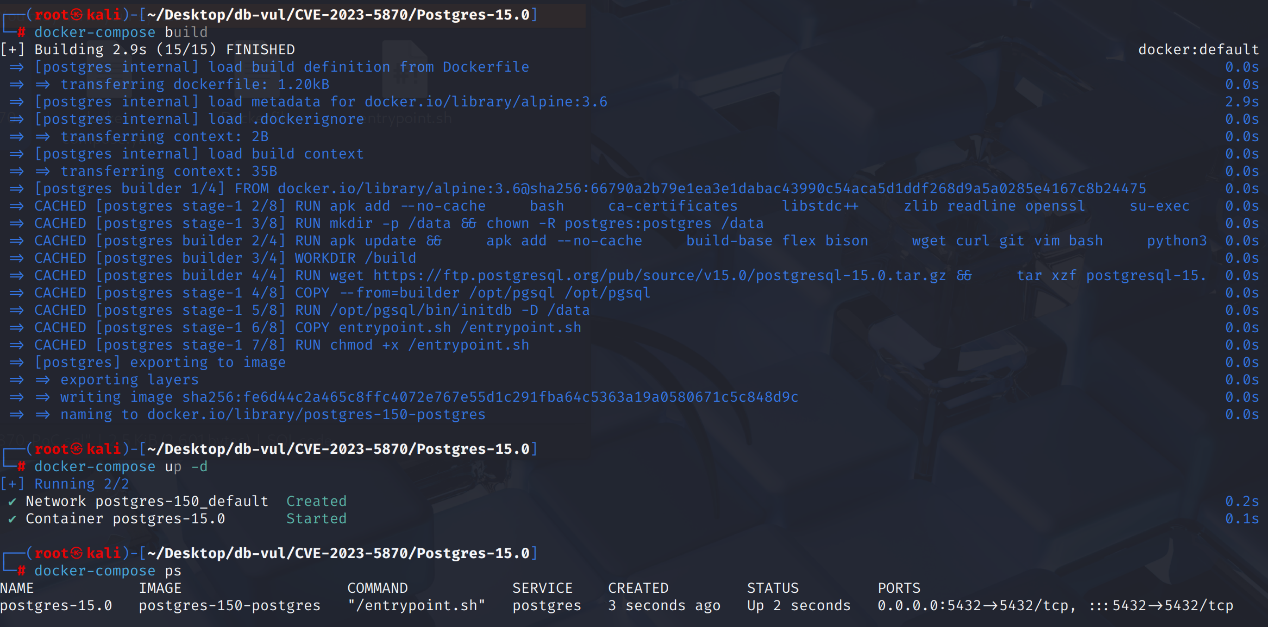 ┌──(root㉿kali)-[~/Desktop/db-vul/CVE-2023-5870/Postgres-15.0]
└─# docker-compose build
[+] Building 2.9s (15/15) FINISHED docker:default
=> [postgres internal] load build definition from Dockerfile 0.0s
=> => transferring dockerfile: 1.20kB 0.0s
=> [postgres internal] load metadata for docker.io/library/alpine:3.6 2.9s
=> [postgres internal] load .dockerignore 0.0s
=> => transferring context: 2B 0.0s
=> [postgres internal] load build context 0.0s
=> => transferring context: 35B 0.0s
=> [postgres builder 1/4] FROM docker.io/library/alpine:3.6@sha256:66790a2b79e1ea3e1dabac43990c54aca5d1ddf268d9a5a0285e4167c8b24475 0.0s
=> CACHED [postgres stage-1 2/8] RUN apk add --no-cache bash ca-certificates libstdc++ zlib readline openssl su-exec 0.0s
=> CACHED [postgres stage-1 3/8] RUN mkdir -p /data && chown -R postgres:postgres /data 0.0s
=> CACHED [postgres builder 2/4] RUN apk update && apk add --no-cache build-base flex bison wget curl git vim bash python3 0.0s
=> CACHED [postgres builder 3/4] WORKDIR /build 0.0s
=> CACHED [postgres builder 4/4] RUN wget https://ftp.postgresql.org/pub/source/v15.0/postgresql-15.0.tar.gz && tar xzf postgresql-15. 0.0s
=> CACHED [postgres stage-1 4/8] COPY --from=builder /opt/pgsql /opt/pgsql 0.0s
=> CACHED [postgres stage-1 5/8] RUN /opt/pgsql/bin/initdb -D /data 0.0s
=> CACHED [postgres stage-1 6/8] COPY entrypoint.sh /entrypoint.sh 0.0s
=> CACHED [postgres stage-1 7/8] RUN chmod +x /entrypoint.sh 0.0s
=> [postgres] exporting to image 0.0s
=> => exporting layers 0.0s
=> => writing image sha256:fe6d44c2a465c8ffc4072e767e55d1c291fba64c5363a19a0580671c5c848d9c 0.0s
=> => naming to docker.io/library/postgres-150-postgres 0.0s
┌──(root㉿kali)-[~/Desktop/db-vul/CVE-2023-5870/Postgres-15.0]
└─# docker-compose up -d
[+] Running 2/2
✔ Network postgres-150_default Created 0.2s
✔ Container postgres-15.0 Started 0.1s
┌──(root㉿kali)-[~/Desktop/db-vul/CVE-2023-5870/Postgres-15.0]
└─# docker-compose ps
NAME IMAGE COMMAND SERVICE CREATED STATUS PORTS
postgres-15.0 postgres-150-postgres "/entrypoint.sh" postgres 3 seconds ago Up 2 seconds 0.0.0.0:5432->5432/tcp, :::5432->5432/tcp